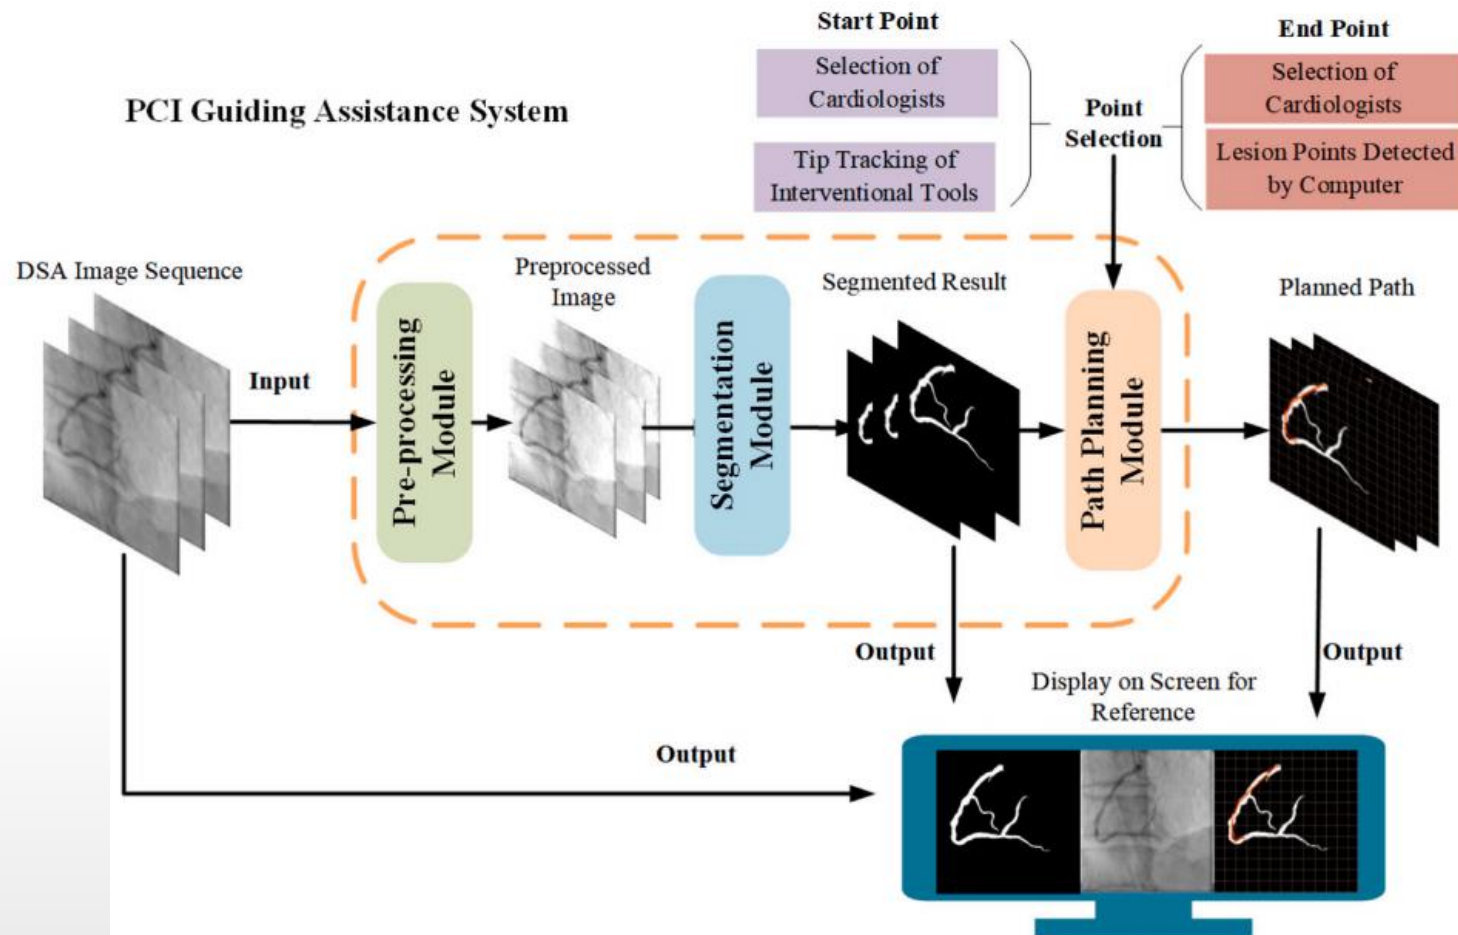 PCI Guiding Assistance System
Start Point
Selection of
Cardiologists
Tip Tracking of
Interventional Tools
Point
Selection
End Point
Selection of
Cardiologists
Lesion Points Detected
by Computer
DSA Image Sequence
Input
Pre-processing
Module
Preprocessed
Image
Segmentation
Module
Segmented Result
Path Planning
Module
Planned Path
Output
Output
Output
Display on Screen for
Reference